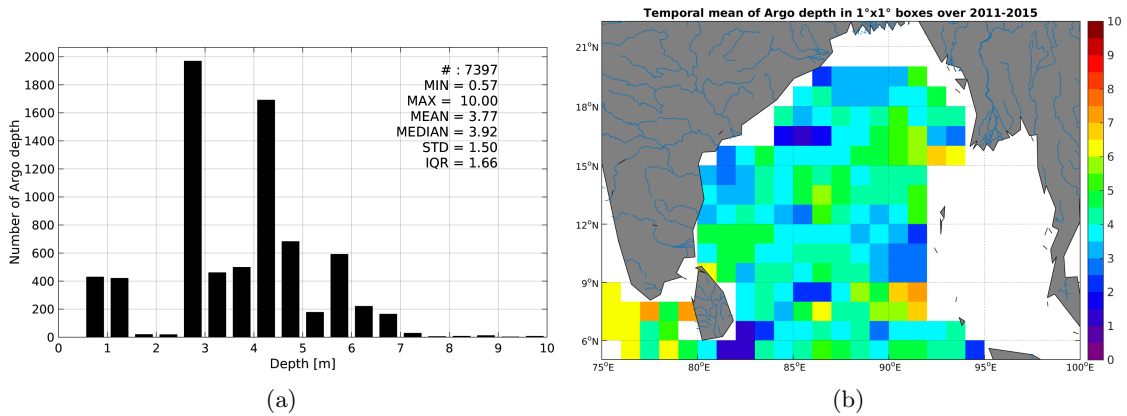 2000
1800
1600
1400
1200
1000
800
600
400
200
0
Number of Argo depth
# : 7397
MIN = 0.57
MAX = 10.00
MEAN = 3.77
MEDIAN = 3.92
STD = 1.50
IQR = 1.66
0 1 2 3 4 5 6 7 8 9 10
Depth [m]
(a)
Temporal mean of Argo depth in 1°x1° boxes over 2011-2015
21°N
18°N
15°N
12°N
9°N
6°N
75°E 80°E 85°E 90°E 95°E 100°E
10
9
8
7
6
5
4
3
2
1
0
(b)